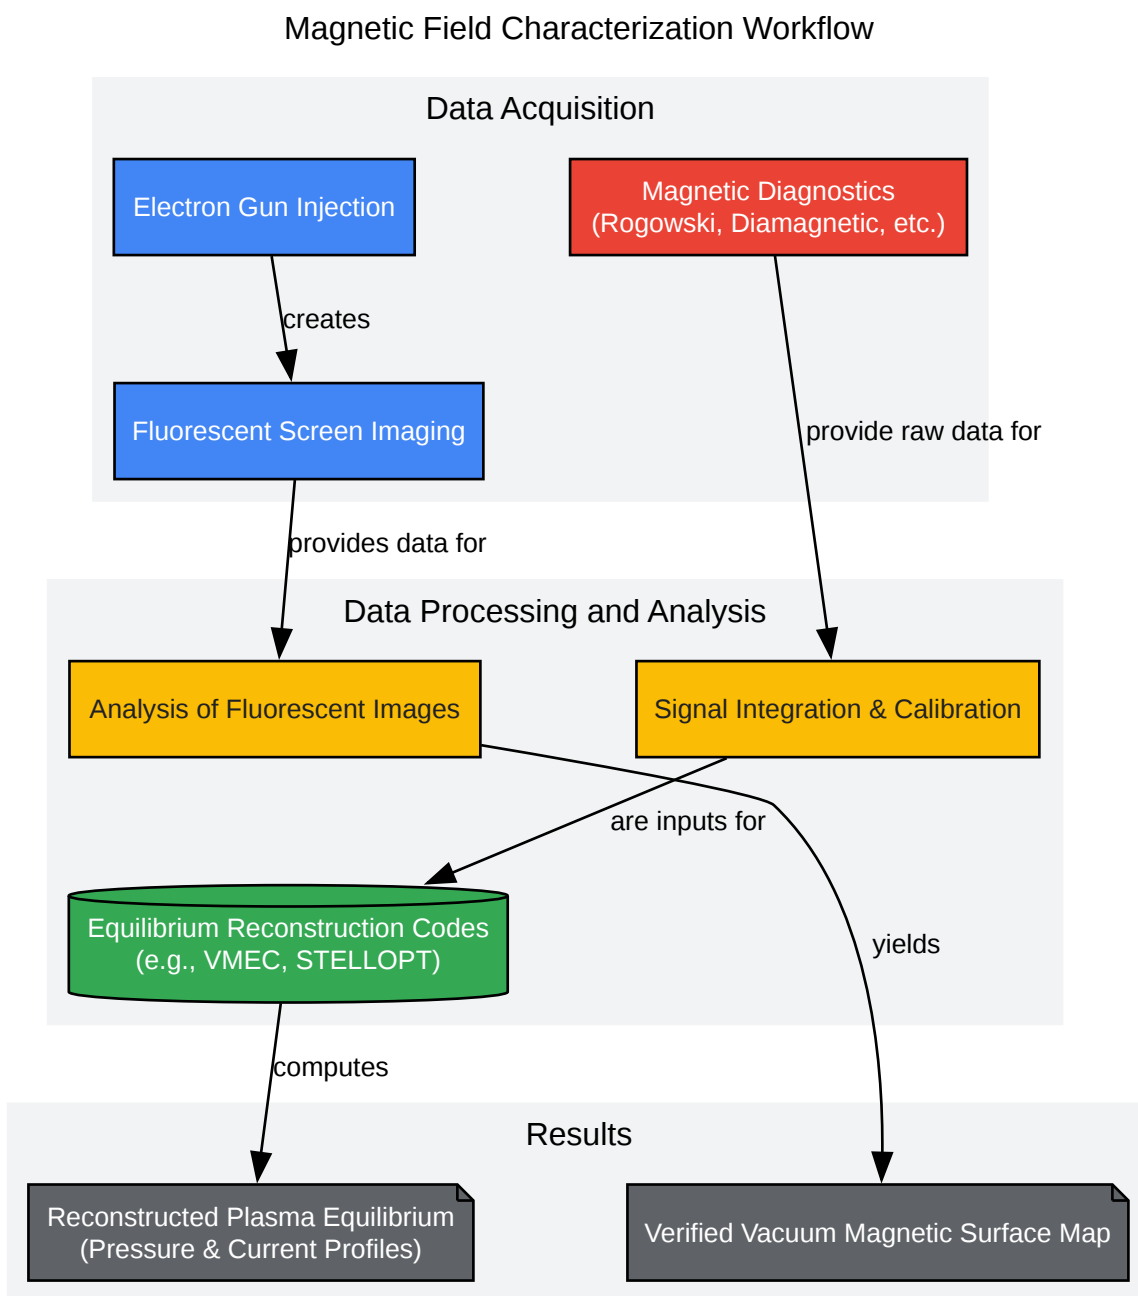 Magnetic Field Characterization Workflow
Data Acquisition
Electron Gun Injection
Magnetic Diagnostics
(Rogowski, Diamagnetic, etc.)
creates
Fluorescent Screen Imaging
provide raw data for
provides data for
Data Processing and Analysis
Analysis of Fluorescent Images
Signal Integration & Calibration
are inputs for
Equilibrium Reconstruction Codes
(e.g., VMEC, STELLOPT)
yields
computes
Results
Reconstructed Plasma Equilibrium
(Pressure & Current Profiles)
Verified Vacuum Magnetic Surface Map